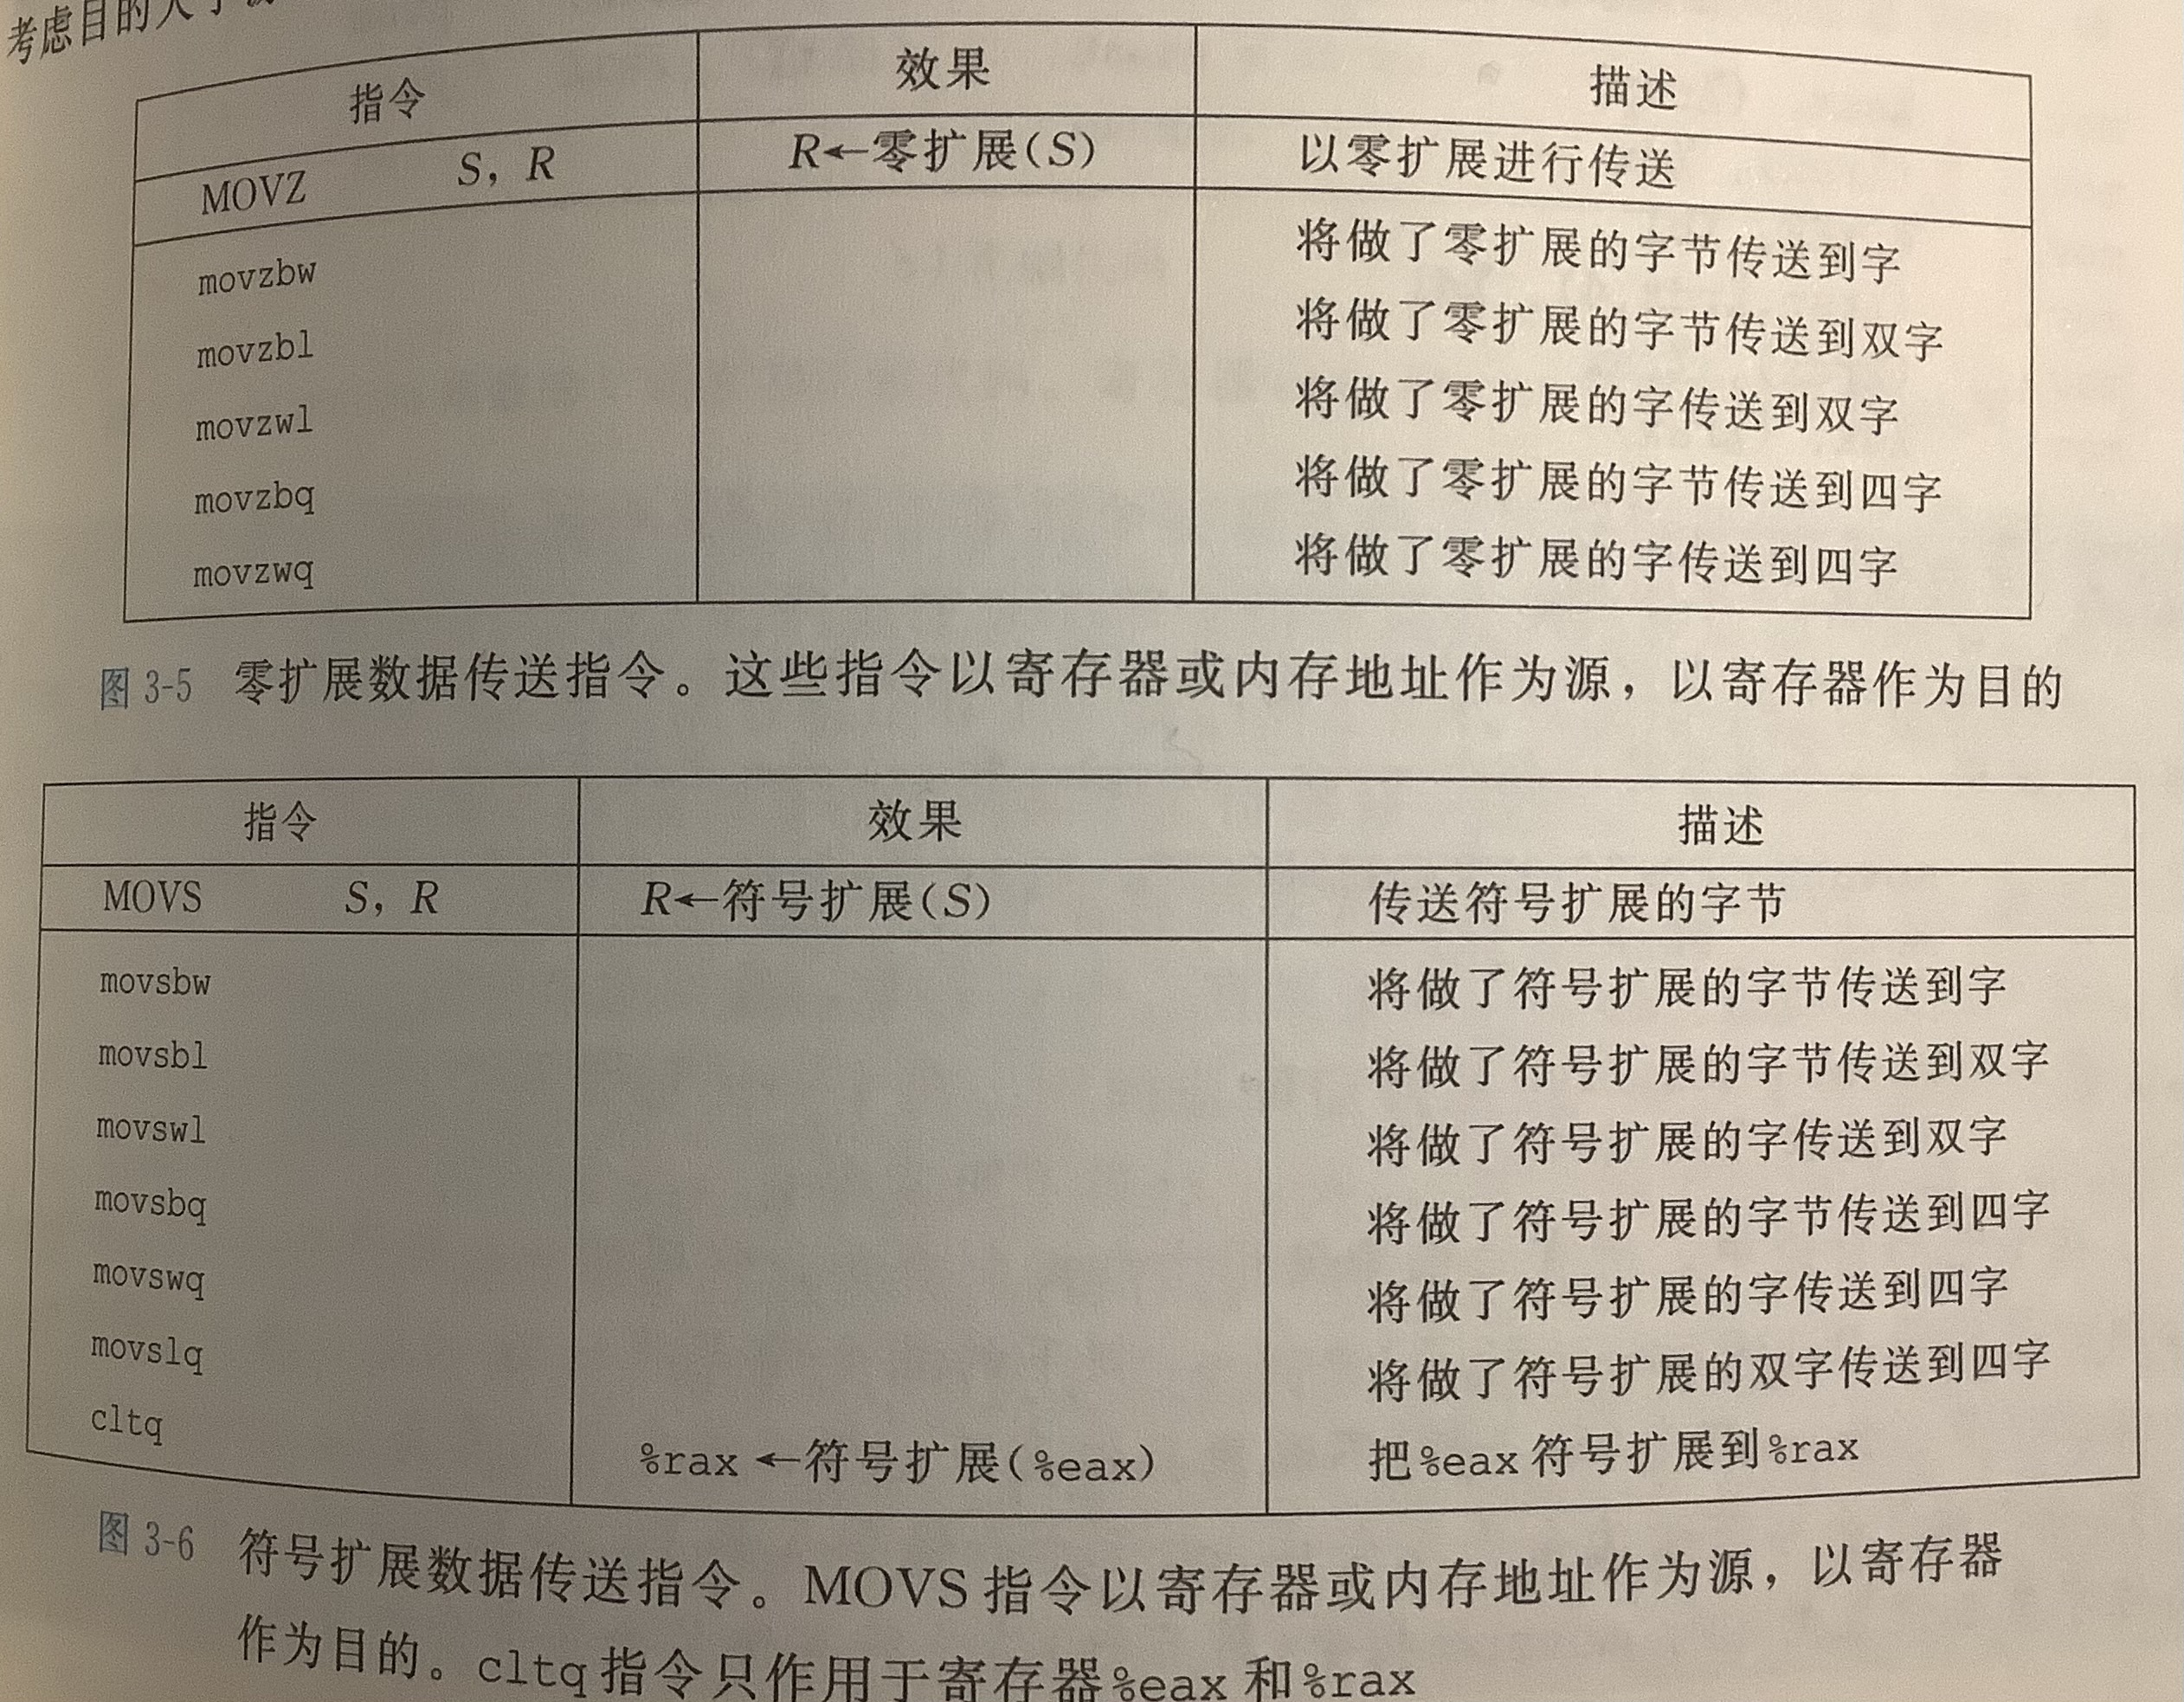 考虑目的大小
指令 效果 描述
MOVZ S, R R←零扩展(S) 以零扩展进行传送
movzbw 将做了零扩展的字节传送到字
movzbl 将做了零扩展的字节传送到双字
movzwl 将做了零扩展的字传送到双字
movzbq 将做了零扩展的字节传送到四字
movzwq 将做了零扩展的字传送到四字
图 3-5 零扩展数据传送指令。这些指令以寄存器或内存地址作为源，以寄存器作为目的
指令 效果 描述
MOVS S, R R←符号扩展(S) 传送符号扩展的字节
movsbw 将做了符号扩展的字节传送到字
movsbl 将做了符号扩展的字节传送到双字
movswl 将做了符号扩展的字传送到双字
movsbq 将做了符号扩展的字节传送到四字
movswq 将做了符号扩展的字传送到四字
movslq 将做了符号扩展的双字传送到四字
cltq %rax ←符号扩展(%eax) 把%eax 符号扩展到%rax
图 3-6 符号扩展数据传送指令。MOVS 指令以寄存器或内存地址作为源，以寄存器
作为目的。cltq 指令只作用于寄存器%eax 和%rax